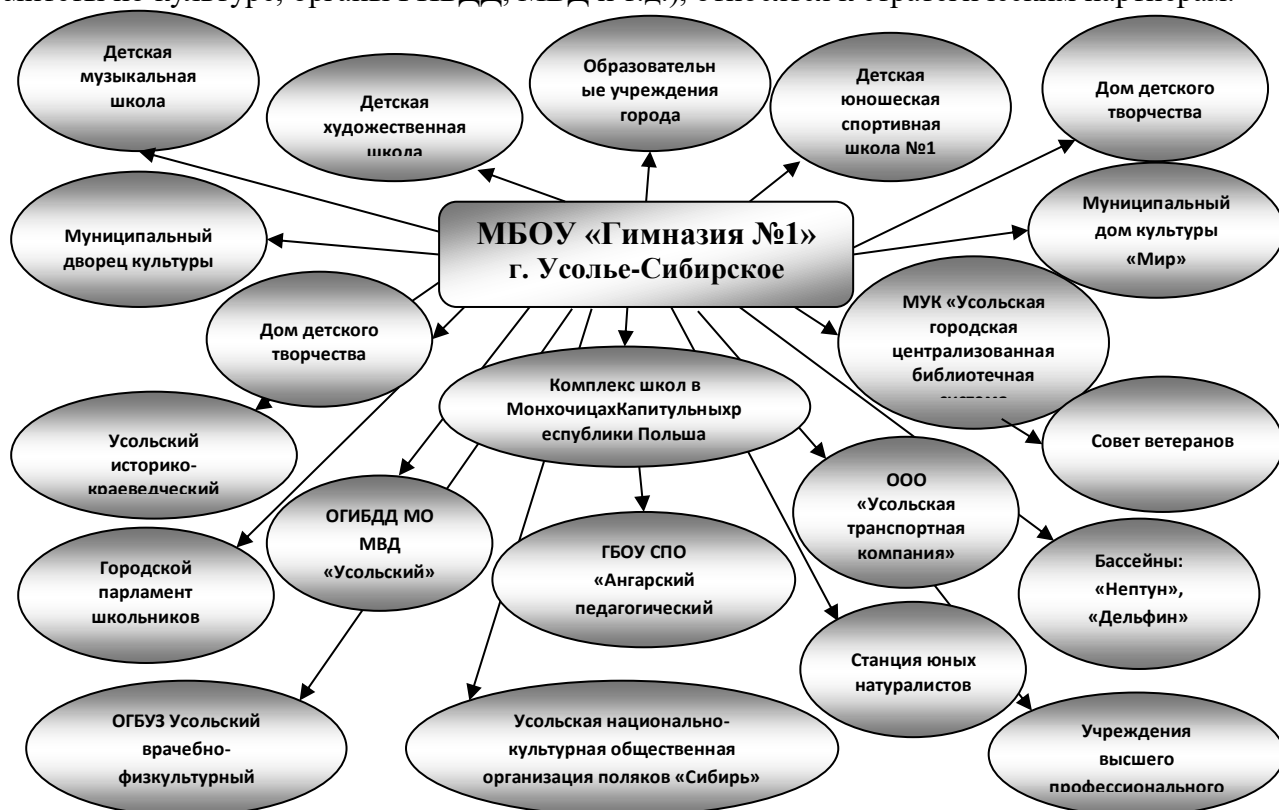 Детская
музыкальная
школа
Детская
художественная
школа
Образовательн
ые учреждения
города
Детская
юношеская
спортивная
школа №1
Дом детского
творчества
МБОУ «Гимназия №1»
г. Усолье-Сибирское
Муниципальный
дворец культуры
Муниципальный
дом культуры
«Мир»
Дом детского
творчества
МУК «Усольская
городская
централизованная
библиотечная
система
Комплекс школ в
МонхочицахКапитульныхр
еспублики Польша
Совет ветеранов
Усольский
историко-
краеведческий
ООО
«Усольская
транспортная
компания»
ОГИБДД МО
МВД
«Усольский»
ГБОУ СПО
«Ангарский
педагогический
Бассейны:
«Нептун»,
«Дельфин»
Городской
парламент
школьников
Станция юных
натуралистов
ОГБУЗ Усольский
врачебно-
физкультурный
Усольская национально-
культурная общественная
организация поляков «Сибирь»
Учреждения
высшего
профессионального